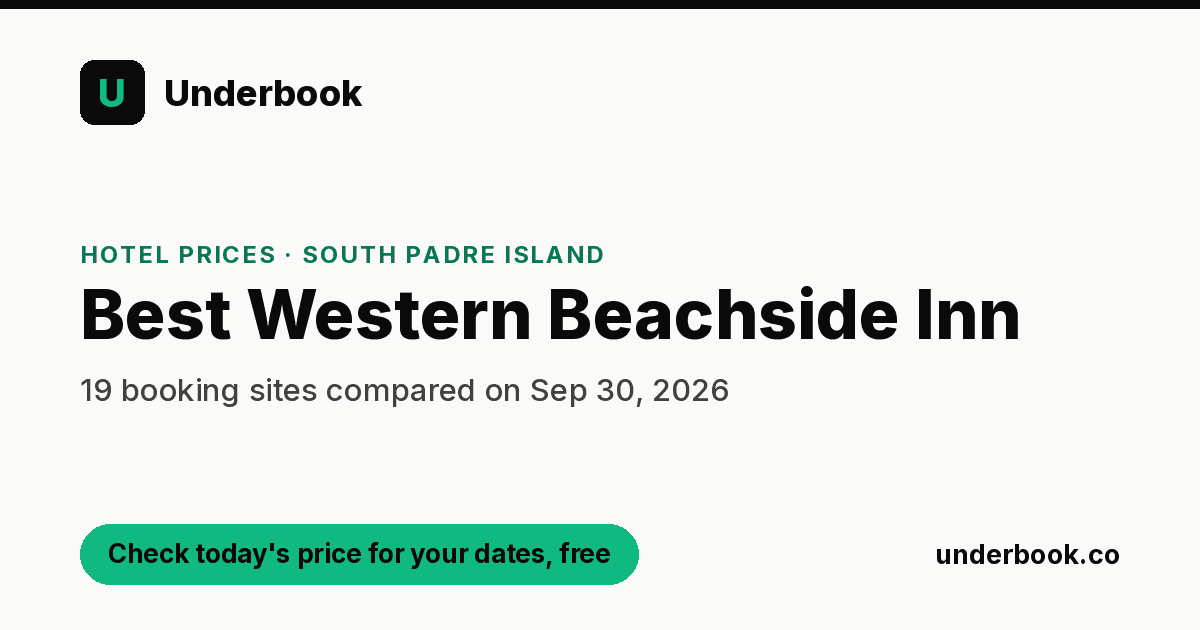 U Underbook
HOTEL PRICES · SOUTH PADRE ISLAND
Best Western Beachside Inn
19 booking sites compared on Sep 30, 2026
Check today's price for your dates, free
underbook.co